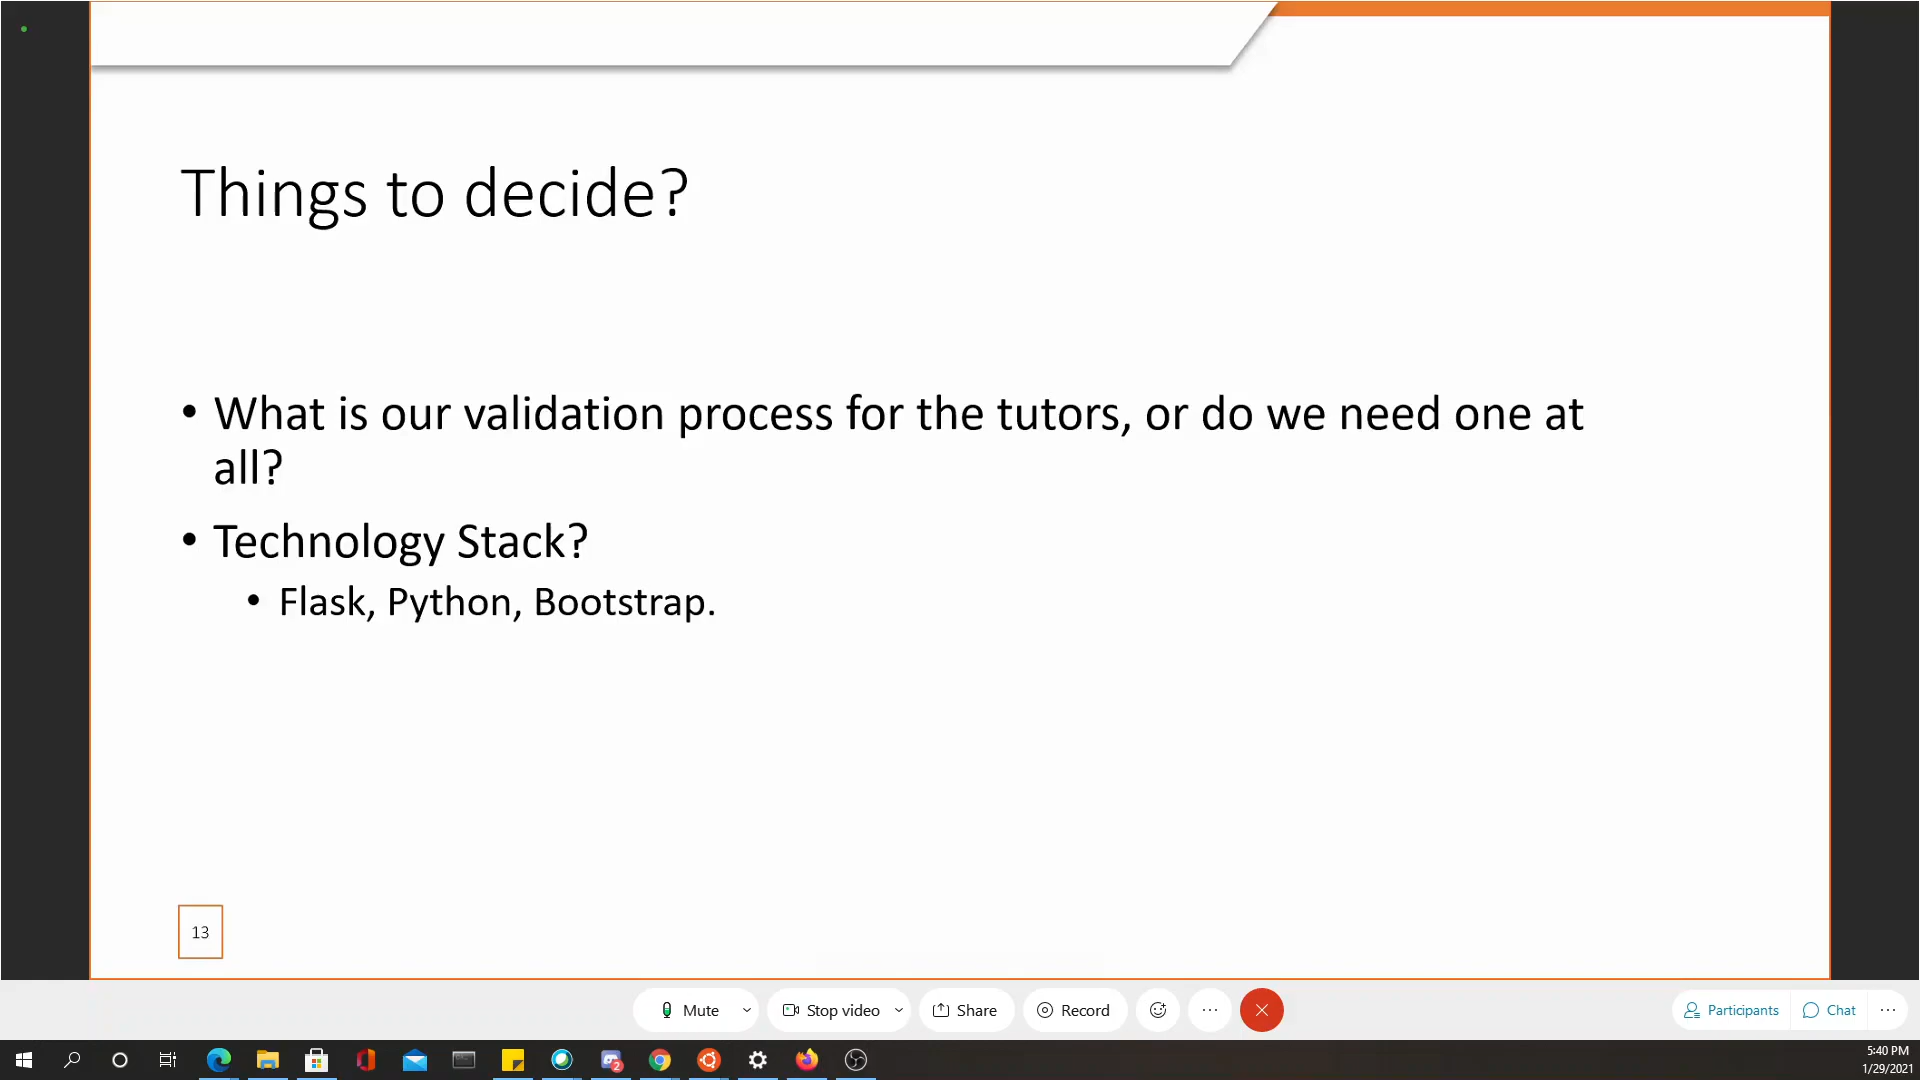 Things to decide?
• What is our validation process for the tutors, or do we need one at
all?
• Technology Stack?
• Flask, Python, Bootstrap.
13
Mute
Stop video
Share
Record
Participants
Chat
2
5:40 PM
1/29/2021